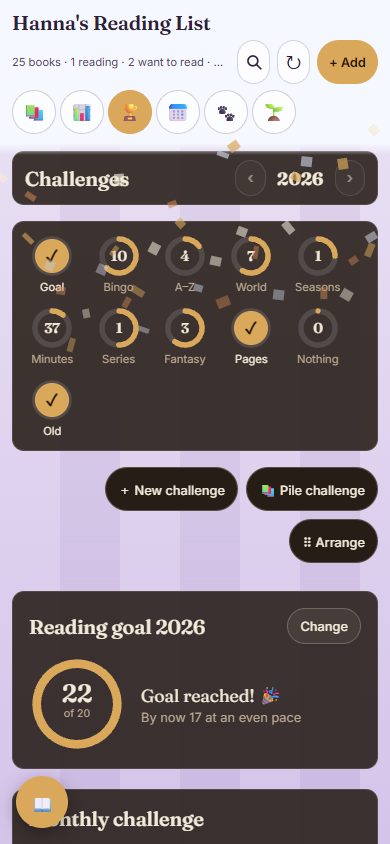 Hanna's Reading List
25 books · 1 reading · 2 want to read · ...
+ Add
Challenges
‹ 2026 ›
✓ 10 4 7 1
Goal Bingo A–Z World Seasons
37 1 3 ✓ 0
Minutes Series Fantasy Pages Nothing
✓
Old
+ New challenge
Pile challenge
Arrange
Reading goal 2026
Change
22
of 20
Goal reached!
By now 17 at an even pace
nthly challenge